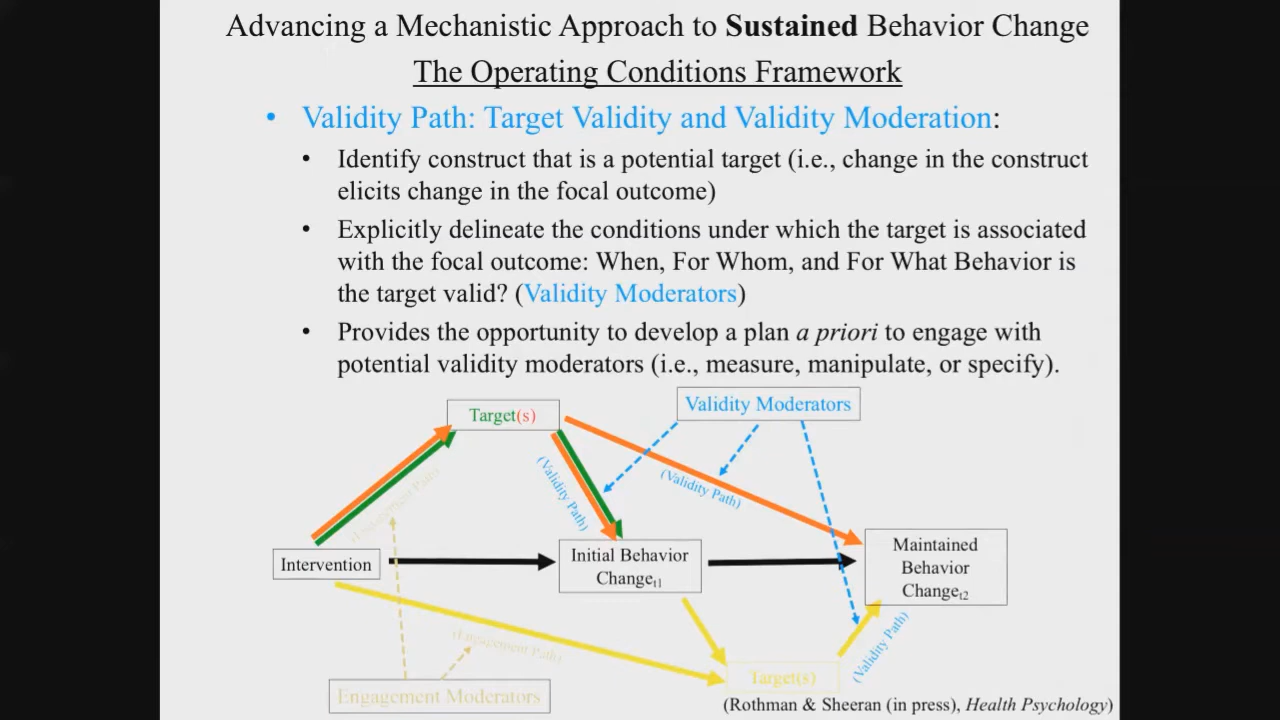 Advancing a Mechanistic Approach to Sustained Behavior Change
The Operating Conditions Framework
• Validity Path: Target Validity and Validity Moderation:
• Identify construct that is a potential target (i.e., change in the construct
elicits change in the focal outcome)
• Explicitly delineate the conditions under which the target is associated
with the focal outcome: When, For Whom, and For What Behavior is
the target valid? (Validity Moderators)
• Provides the opportunity to develop a plan a priori to engage with
potential validity moderators (i.e., measure, manipulate, or specify).
Target(s)
Validity Moderators
(Engagement Path)
(Validity Path)
(Validity Path)
Intervention
Initial Behavior
Changet1
Maintained
Behavior
Changet2
(Engagement Path)
(Validity Path)
Target(s)
Engagement Moderators
(Rothman & Sheeran (in press), Health Psychology)